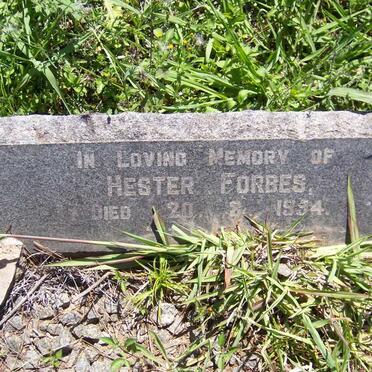 IN LOVING MEMORY OF
HESTER FORBES,
DIED 20. 3. 1934.